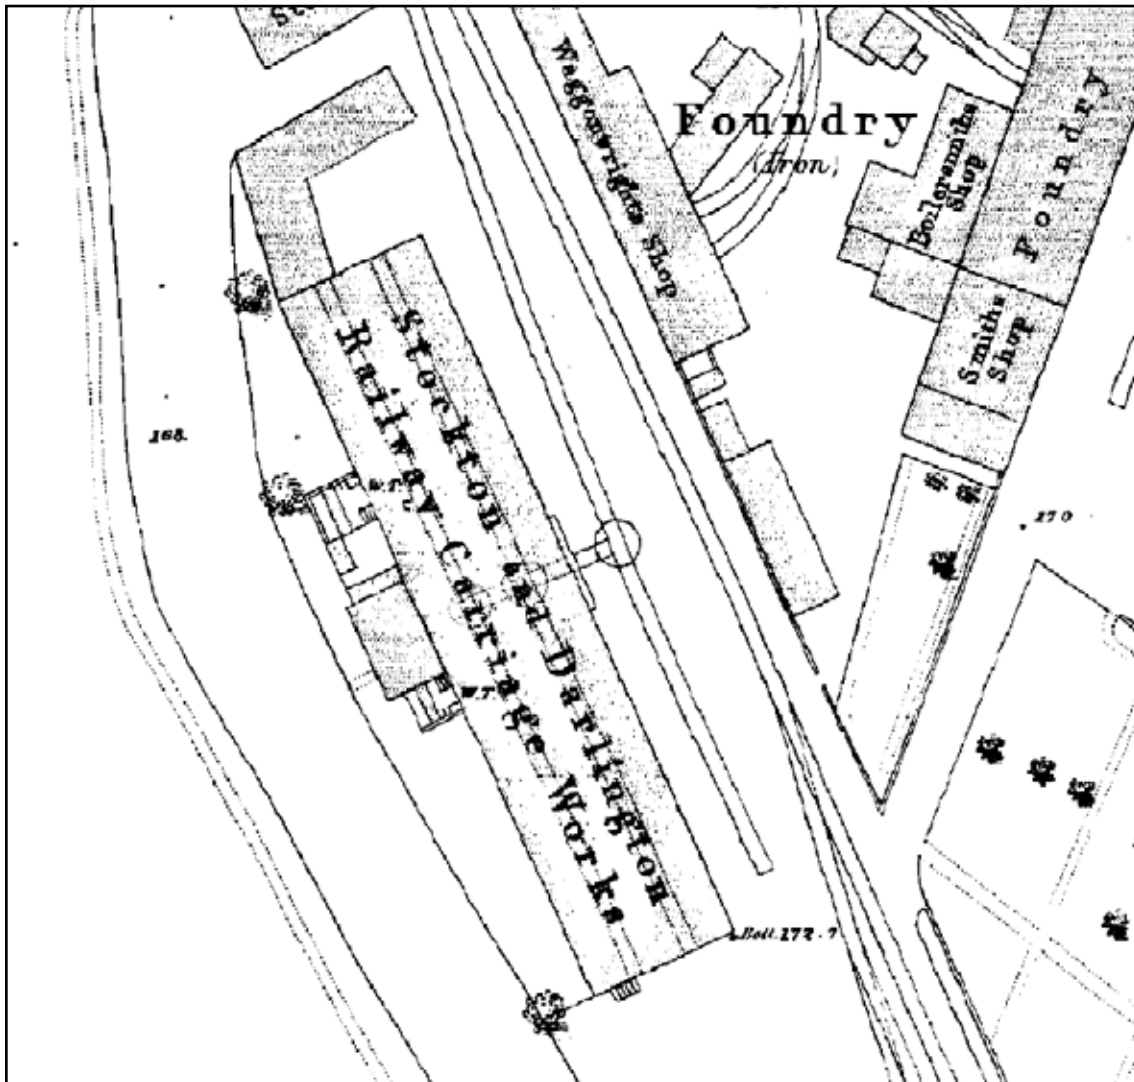 Waggonwrights Shop
Foundry
(Iron)
Boilersmiths
Shop
Foundry
Smiths
Shop
Stockton and Darlington
Railway Carriage Works
168.
W.T.
W.T.
170
Bolt. 172.7